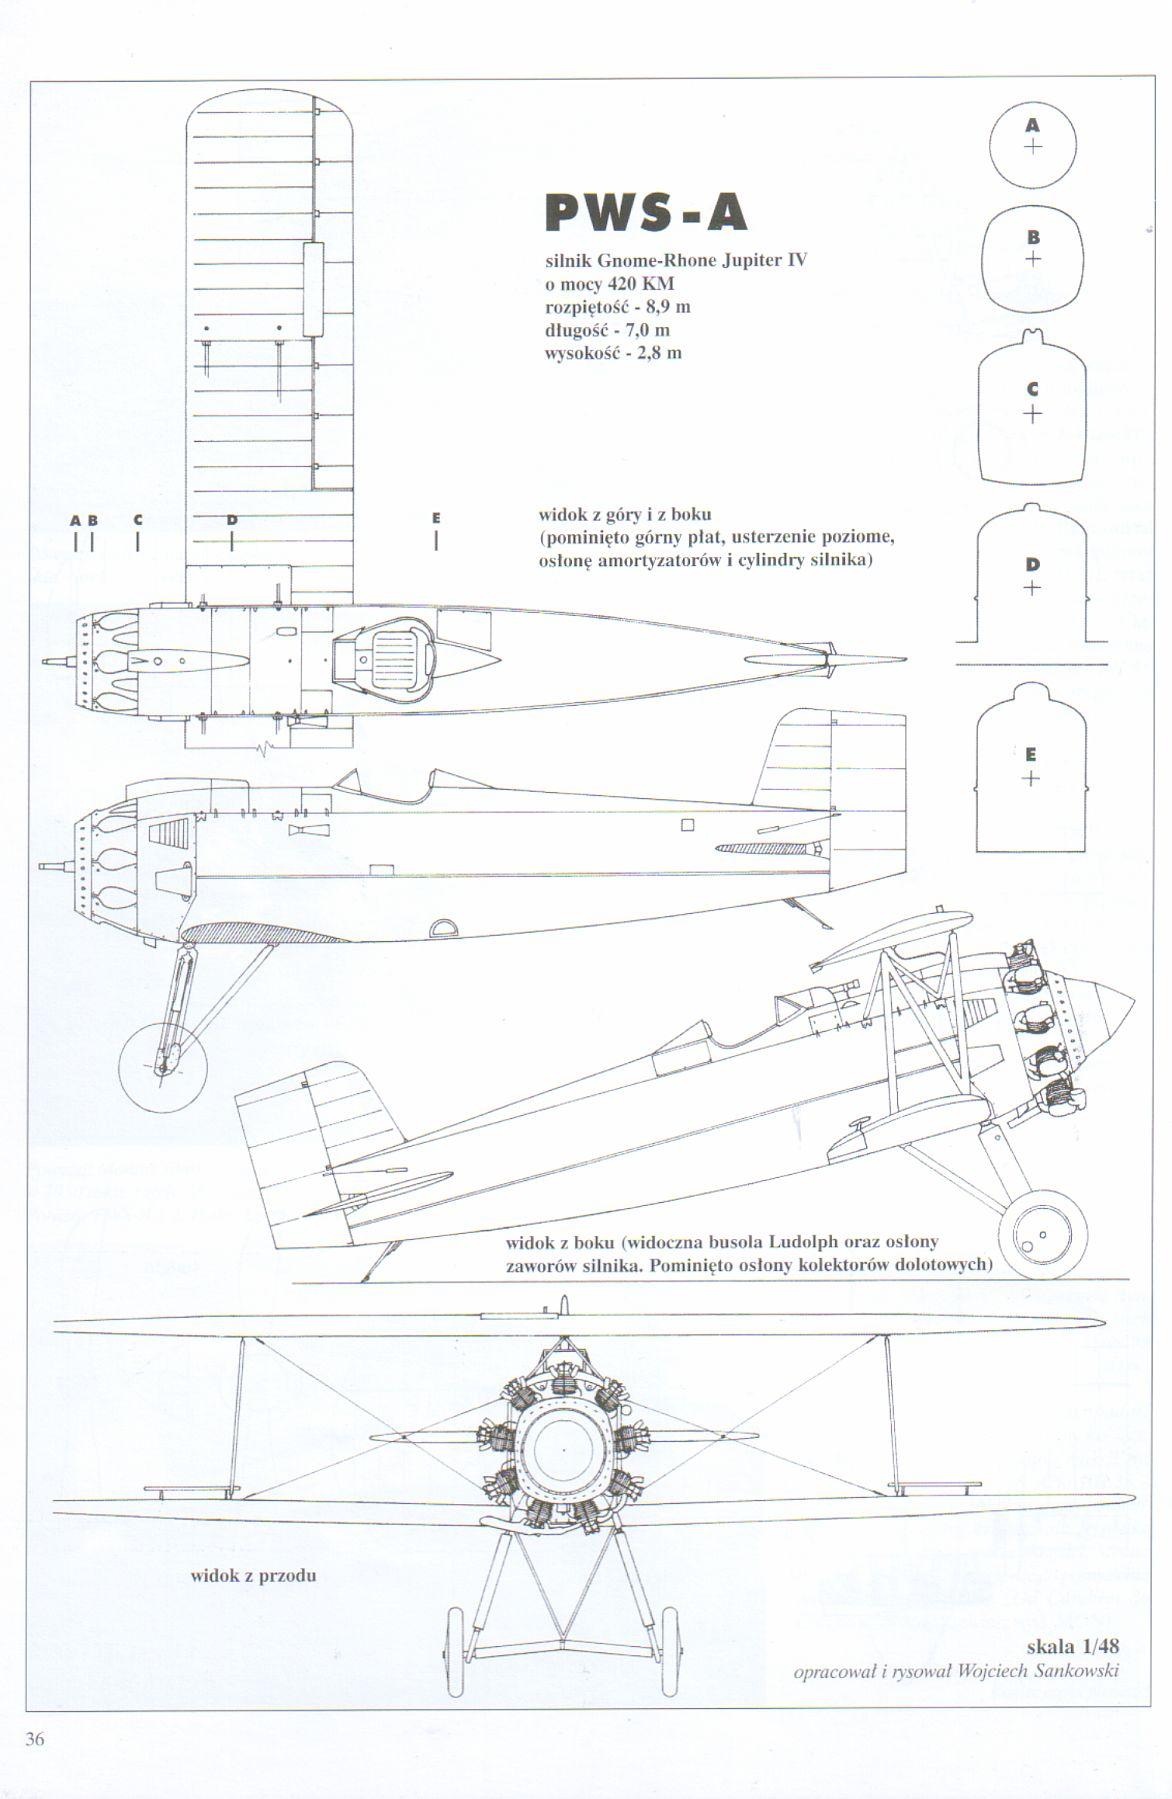 PWS-A
silnik Gnome-Rhone Jupiter IV
o mocy 420 KM
rozpiętość - 8,9 m
długość - 7,0 m
wysokość - 2,8 m
A
B
C
D
E
A B C D E
widok z góry i z boku
(pominięto górny płat, usterzenie poziome,
osłonę amortyzatorów i cylindry silnika)
widok z boku (widoczna busola Ludolph oraz osłony
zaworów silnika. Pominięto osłony kolektorów dolotowych)
widok z przodu
skala 1/48
opracował i rysował Wojciech Sankowski
36